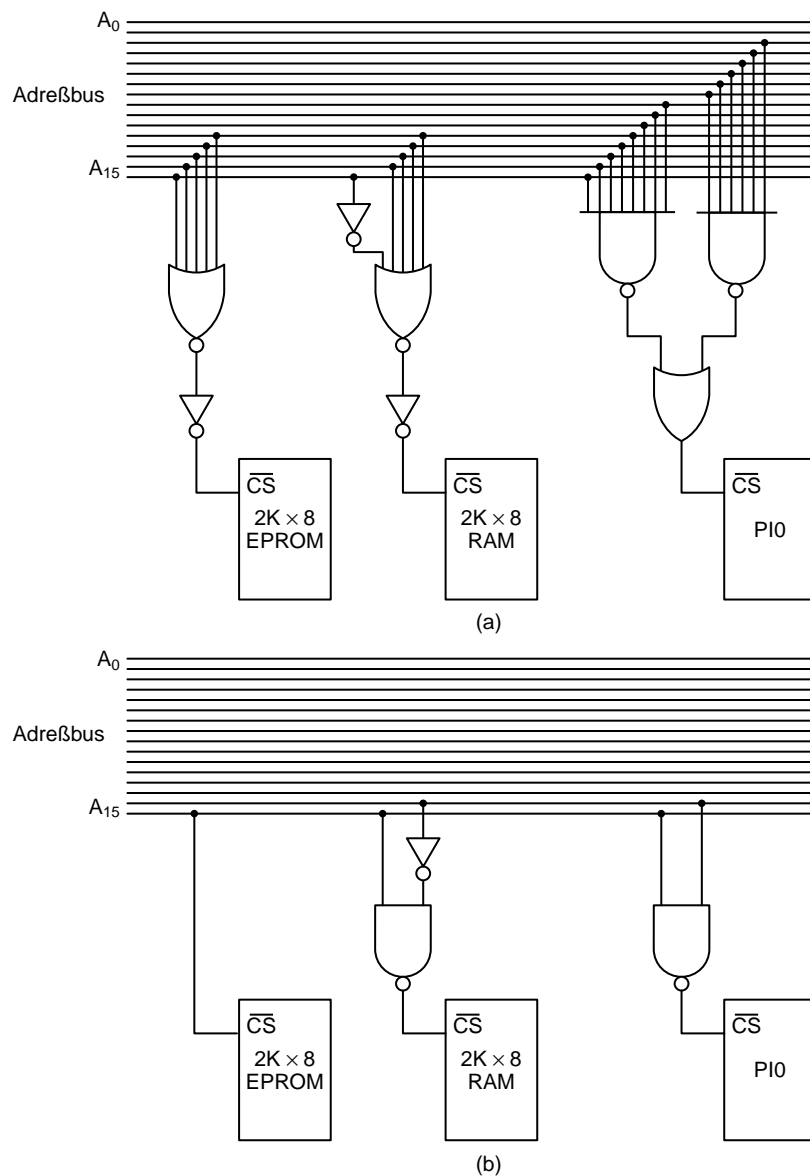 A0
Adreßbus
A15
CS
2K × 8
EPROM
CS
2K × 8
RAM
CS
PI0
(a)
A0
Adreßbus
A15
CS
2K × 8
EPROM
CS
2K × 8
RAM
CS
PI0
(b)